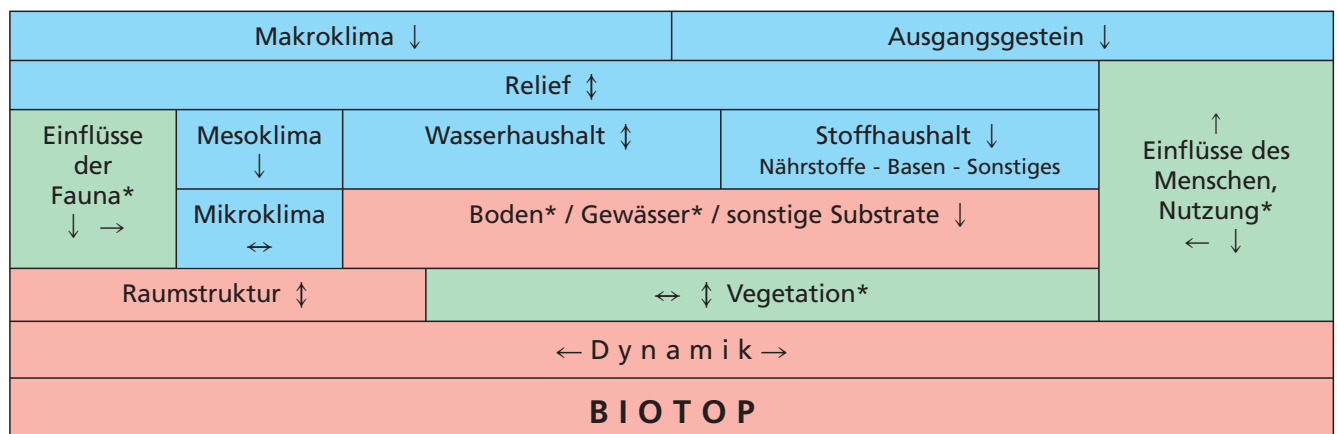 Makroklima ↓
Ausgangsgestein ↓
Relief ↕
Einflüsse
der
Fauna*
↓ →
Mesoklima
↓
Wasserhaushalt ↕
Stoffhaushalt ↓
Nährstoffe - Basen - Sonstiges
↑
Einflüsse des
Menschen,
Nutzung*
← ↓
Mikroklima
↔
Boden* / Gewässer* / sonstige Substrate ↓
Raumstruktur ↕
↔ ↕ Vegetation*
← D y n a m i k →
B I O T O P